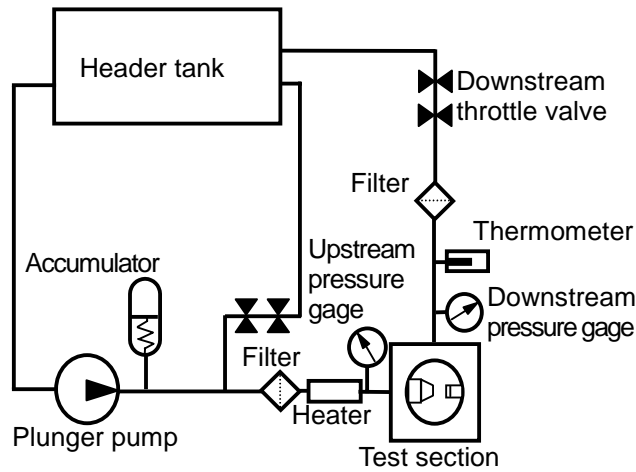 Header tank
Downstream
throttle valve
Filter
Thermometer
Accumulator
Upstream
pressure
gage
Downstream
pressure gage
Filter
Heater
Plunger pump
Test section